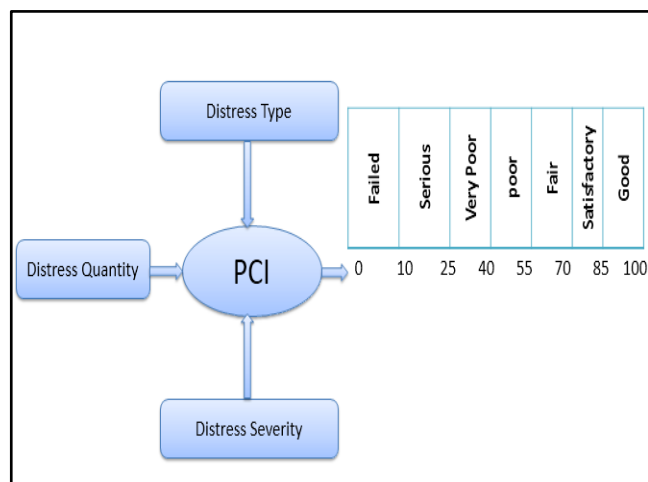 Distress Type
Distress Quantity
PCI
Distress Severity
Failed
Serious
Very Poor
poor
Fair
Satisfactory
Good
0 10 25 40 55 70 85 100